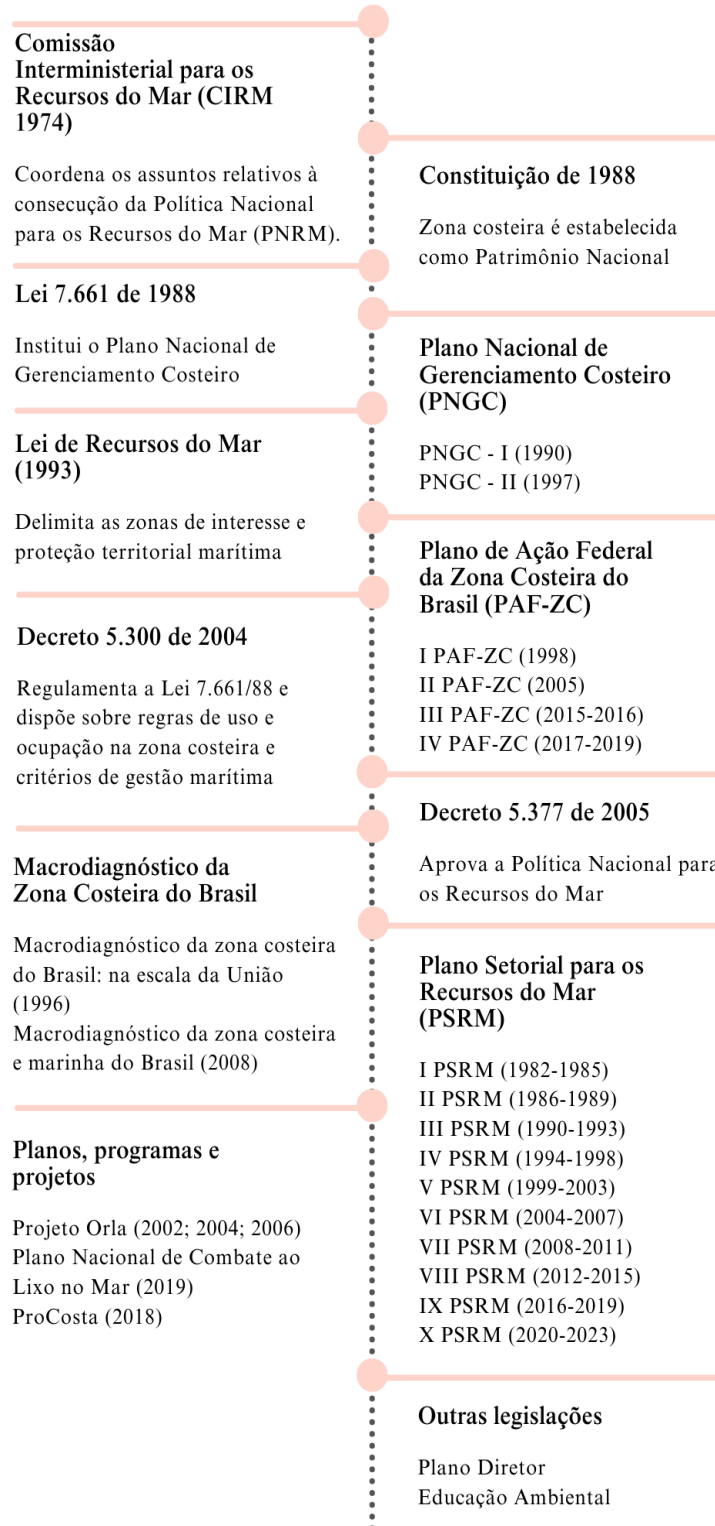 Comissão
Interministerial para os
Recursos do Mar (CIRM
1974)
Coordena os assuntos relativos à
consecução da Política Nacional
para os Recursos do Mar (PNRM).
Constituição de 1988
Zona costeira é estabelecida
como Patrimônio Nacional
Lei 7.661 de 1988
Institui o Plano Nacional de
Gerenciamento Costeiro
Plano Nacional de
Gerenciamento Costeiro
(PNGC)
PNGC - I (1990)
PNGC - II (1997)
Lei de Recursos do Mar
(1993)
Delimita as zonas de interesse e
proteção territorial marítima
Plano de Ação Federal
da Zona Costeira do
Brasil (PAF-ZC)
I PAF-ZC (1998)
II PAF-ZC (2005)
III PAF-ZC (2015-2016)
IV PAF-ZC (2017-2019)
Decreto 5.300 de 2004
Regulamenta a Lei 7.661/88 e
dispõe sobre regras de uso e
ocupação na zona costeira e
critérios de gestão marítima
Decreto 5.377 de 2005
Aprova a Política Nacional para
os Recursos do Mar
Macrodiagnóstico da
Zona Costeira do Brasil
Macrodiagnóstico da zona costeira
do Brasil: na escala da União
(1996)
Macrodiagnóstico da zona costeira
e marinha do Brasil (2008)
Plano Setorial para os
Recursos do Mar
(PSRM)
I PSRM (1982-1985)
II PSRM (1986-1989)
III PSRM (1990-1993)
IV PSRM (1994-1998)
V PSRM (1999-2003)
VI PSRM (2004-2007)
VII PSRM (2008-2011)
VIII PSRM (2012-2015)
IX PSRM (2016-2019)
X PSRM (2020-2023)
Planos, programas e
projetos
Projeto Orla (2002; 2004; 2006)
Plano Nacional de Combate ao
Lixo no Mar (2019)
ProCosta (2018)
Outras legislações
Plano Diretor
Educação Ambiental